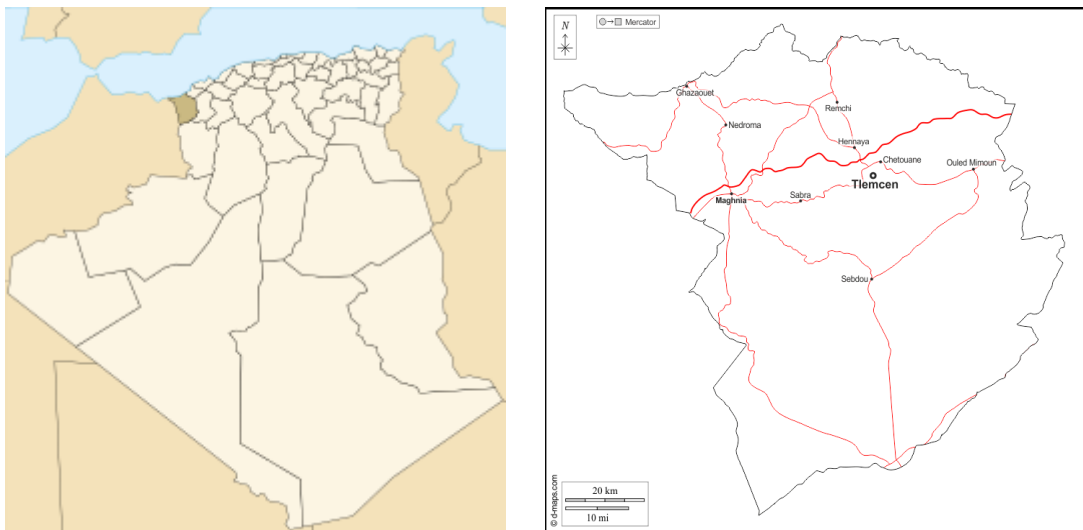 N
Mercator
Ghazaouet
Remchi
Nedroma
Hennaya
Chetouane
Ouled Mimoun
Tlemcen
Maghnia
Sabra
Sebdou
20 km
10 mi
© d-maps.com